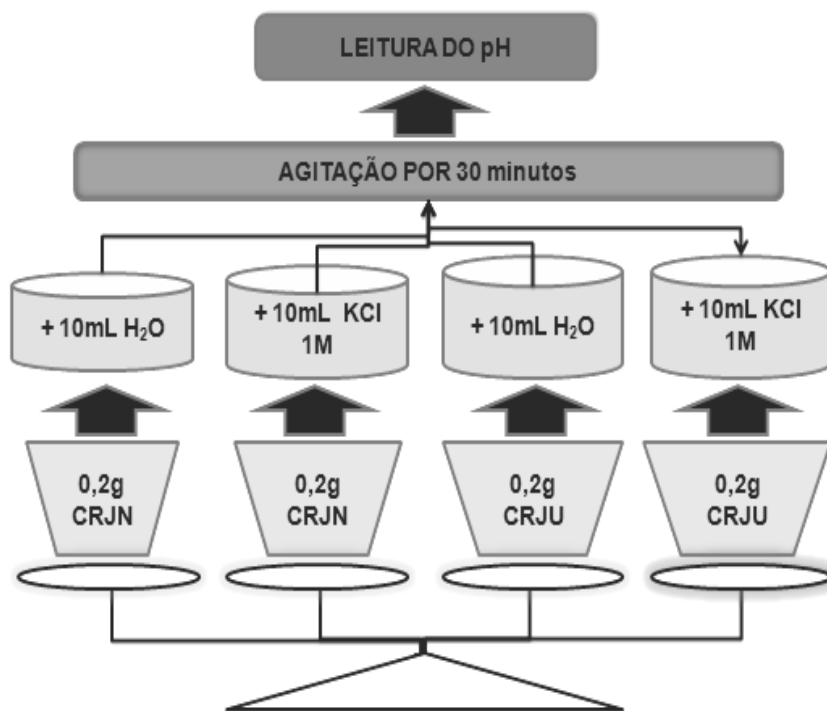 LEITURA DO pH
AGITAÇÃO POR 30 minutos
+ 10mL H₂O
+ 10mL KCl
1M
+ 10mL H₂O
+ 10mL KCl
1M
0,2g
CRJN
0,2g
CRJN
0,2g
CRJU
0,2g
CRJU